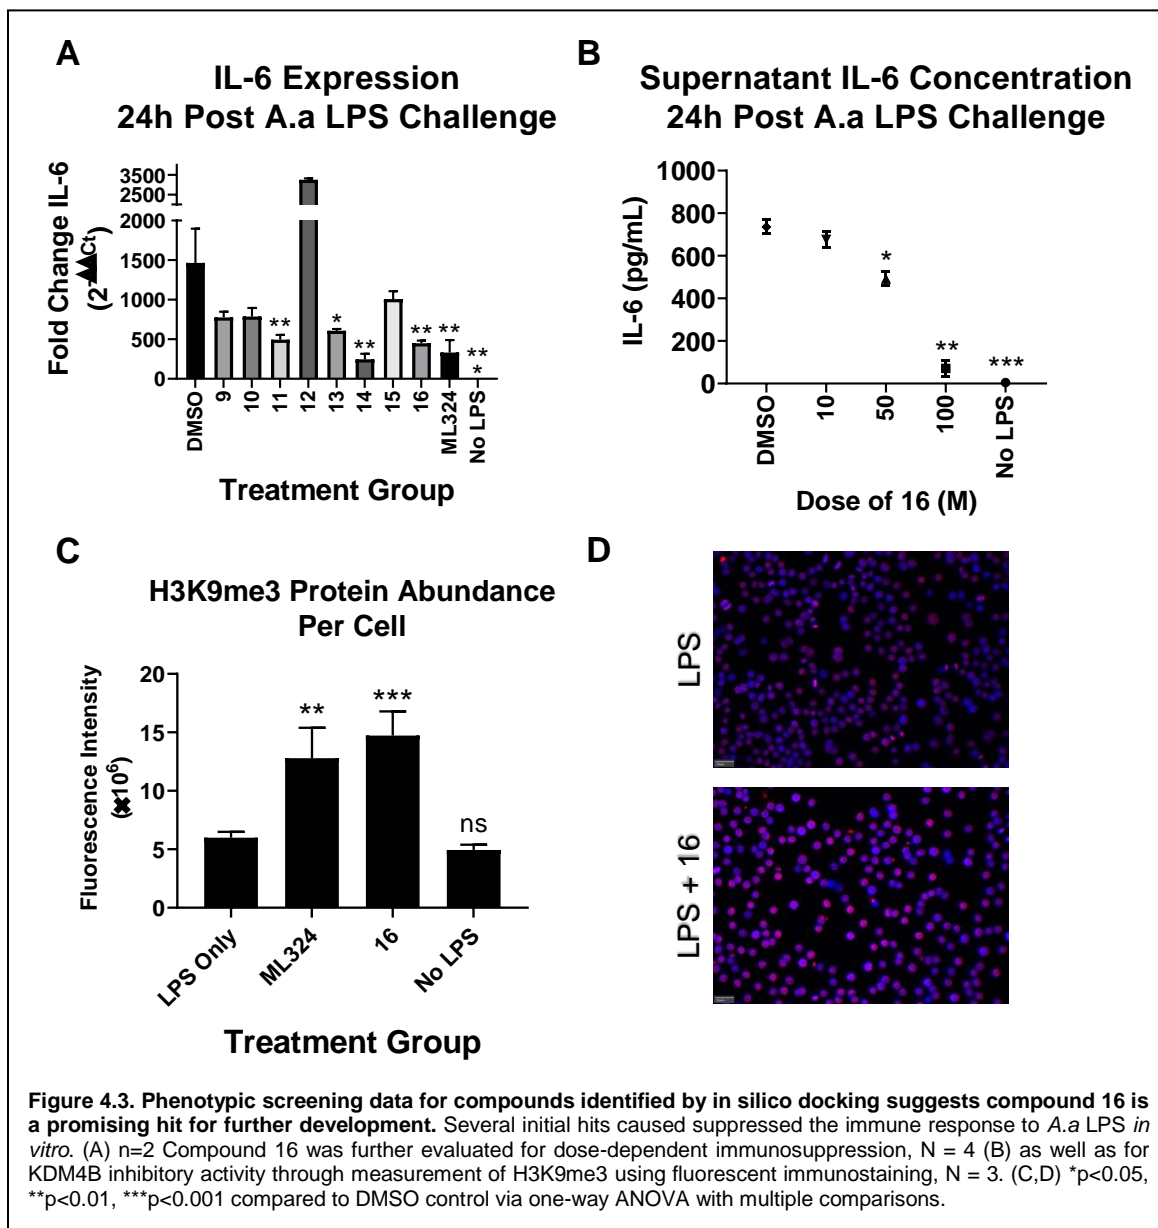 A
IL-6 Expression
24h Post A.a LPS Challenge
Fold Change IL-6
(2-▲▲Ct)
3500
2500
2000
1500
1000
500
0
DMSO
9
10
11
12
13
14
15
16
ML324
No LPS
**
*
**
**
**
**
*
Treatment Group
B
Supernatant IL-6 Concentration
24h Post A.a LPS Challenge
IL-6 (pg/mL)
1000
800
600
400
200
0
*
**
***
DMSO
10
50
100
No LPS
Dose of 16 (M)
C
H3K9me3 Protein Abundance
Per Cell
Fluorescence Intensity
(✖10⁶)
20
15
10
5
0
**
***
ns
LPS Only
ML324
16
No LPS
Treatment Group
D
LPS
LPS + 16
Figure 4.3. Phenotypic screening data for compounds identified by in silico docking suggests compound 16 is
a promising hit for further development. Several initial hits caused suppressed the immune response to A.a LPS in
vitro. (A) n=2 Compound 16 was further evaluated for dose-dependent immunosuppression, N = 4 (B) as well as for
KDM4B inhibitory activity through measurement of H3K9me3 using fluorescent immunostaining, N = 3. (C,D) *p<0.05,
**p<0.01, ***p<0.001 compared to DMSO control via one-way ANOVA with multiple comparisons.